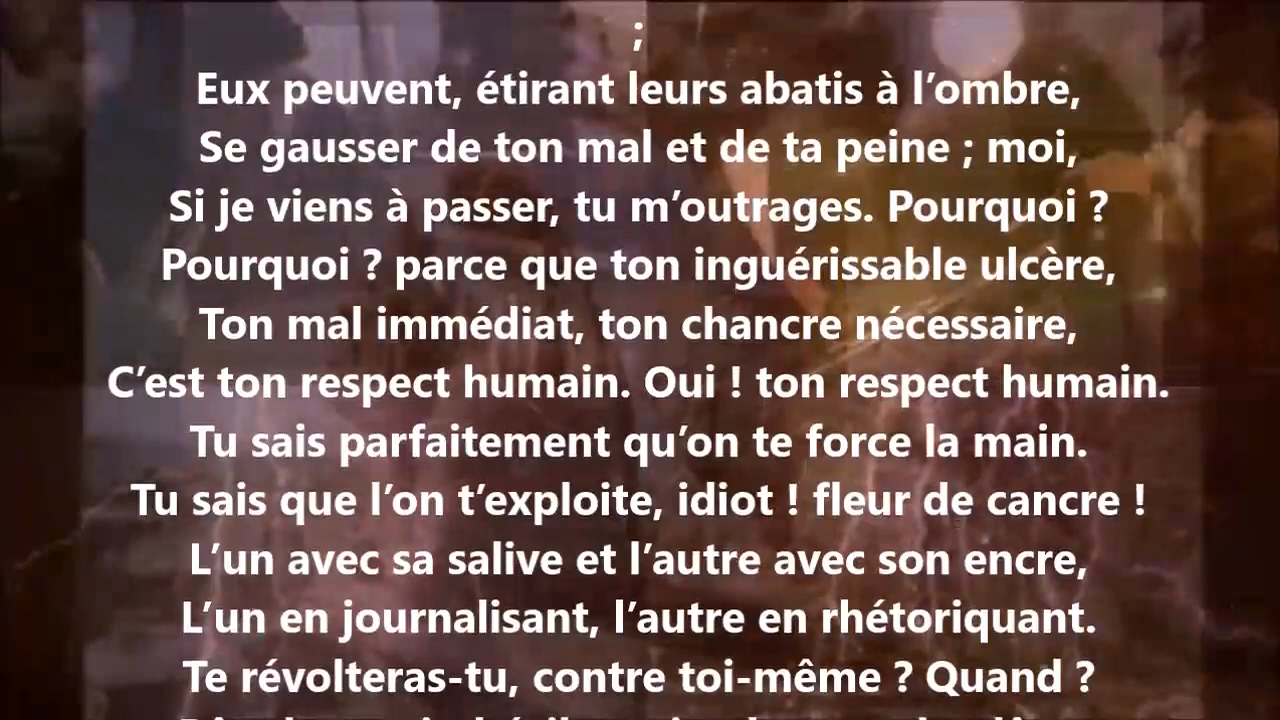 ;
Eux peuvent, étirant leurs abatis à l’ombre,
Se gausser de ton mal et de ta peine ; moi,
Si je viens à passer, tu m’outrages. Pourquoi ?
Pourquoi ? parce que ton inguérissable ulcère,
Ton mal immédiat, ton chancre nécessaire,
C’est ton respect humain. Oui ! ton respect humain.
Tu sais parfaitement qu’on te force la main.
Tu sais que l’on t’exploite, idiot ! fleur de cancre !
L’un avec sa salive et l’autre avec son encre,
L’un en journalisant, l’autre en rhétoriquant.
Te révolteras-tu, contre toi-même ? Quand ?